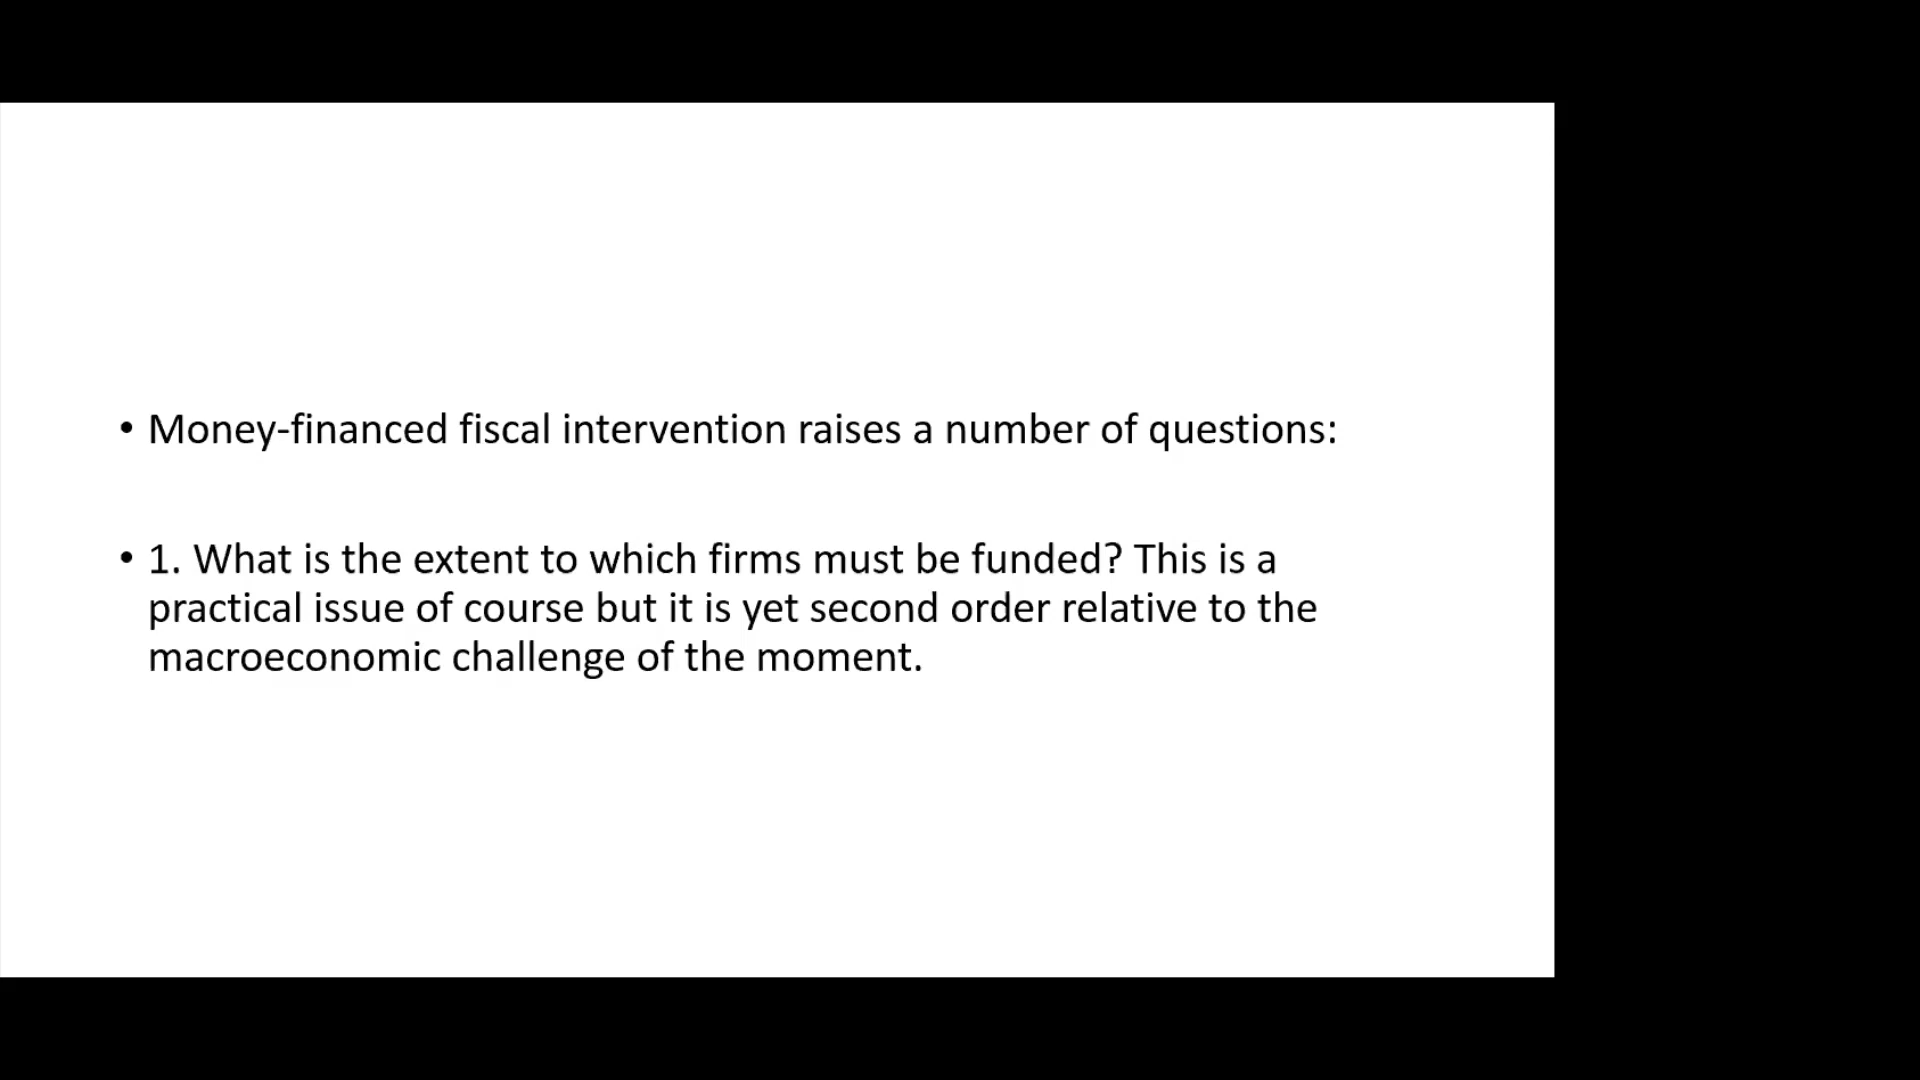 • Money-financed fiscal intervention raises a number of questions:
• 1. What is the extent to which firms must be funded? This is a
practical issue of course but it is yet second order relative to the
macroeconomic challenge of the moment.